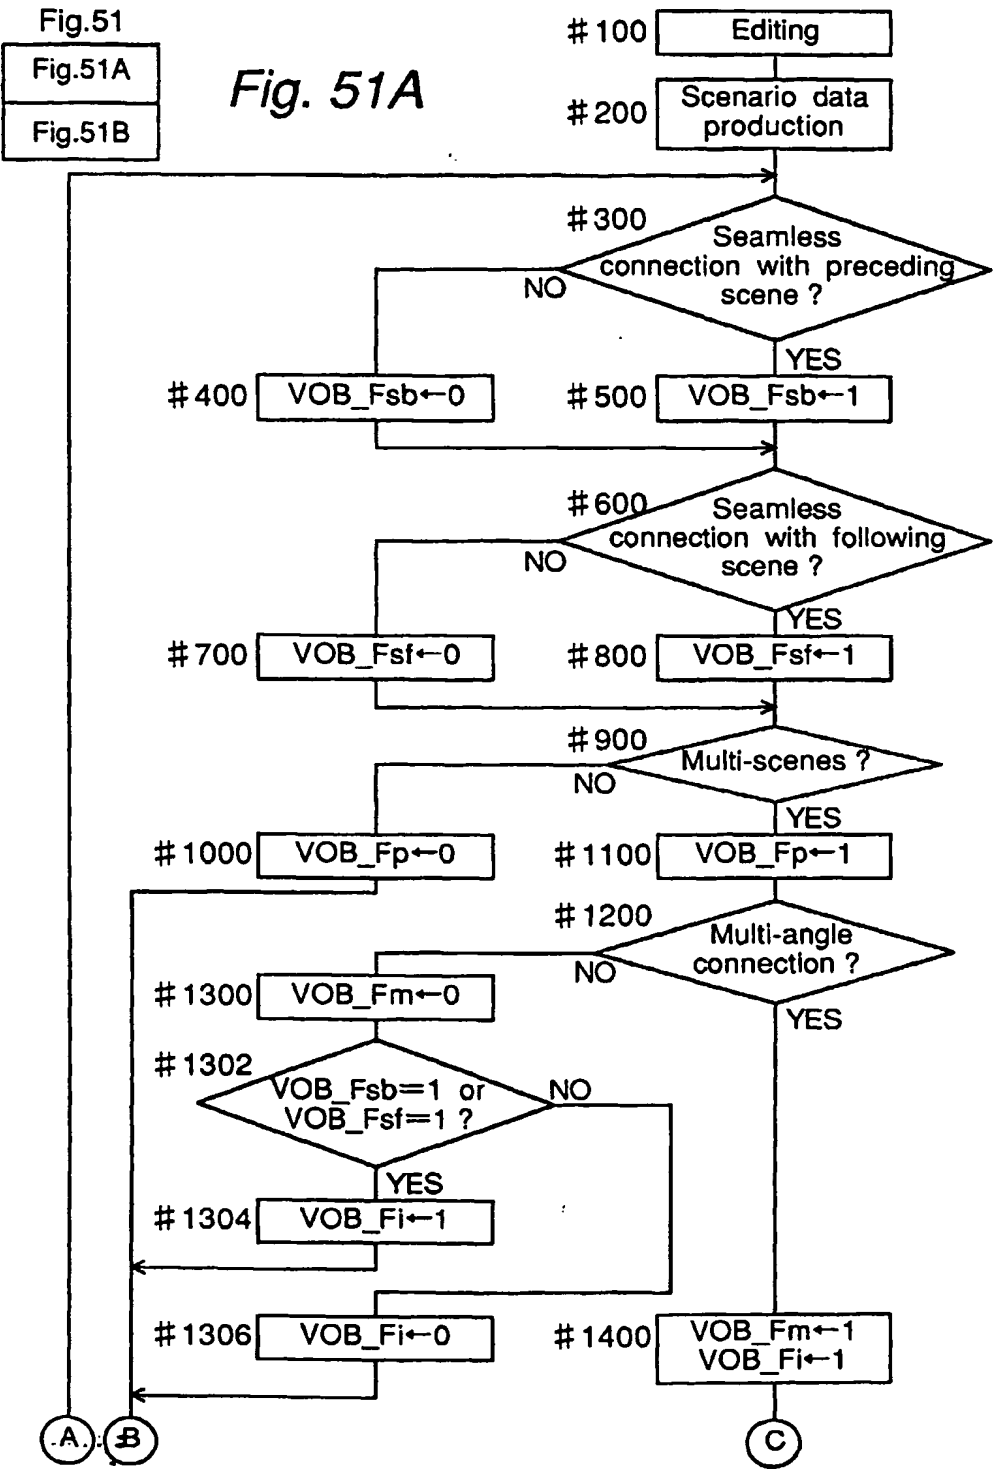 Fig.51
Fig.51A
Fig.51B
Fig. 51A
#100
Editing
#200
Scenario data
production
#300
Seamless
connection with preceding
scene ?
NO
YES
#400
VOB_Fsb←0
#500
VOB_Fsb←1
#600
Seamless
connection with following
scene ?
NO
YES
#700
VOB_Fsf←0
#800
VOB_Fsf←1
#900
Multi-scenes ?
NO
YES
#1000
VOB_Fp←0
#1100
VOB_Fp←1
#1200
Multi-angle
connection ?
NO
YES
#1300
VOB_Fm←0
#1302
VOB_Fsb=1 or
VOB_Fsf=1 ?
NO
YES
#1304
VOB_Fi←1
#1306
VOB_Fi←0
#1400
VOB_Fm←1
VOB_Fi←1
A
B
C